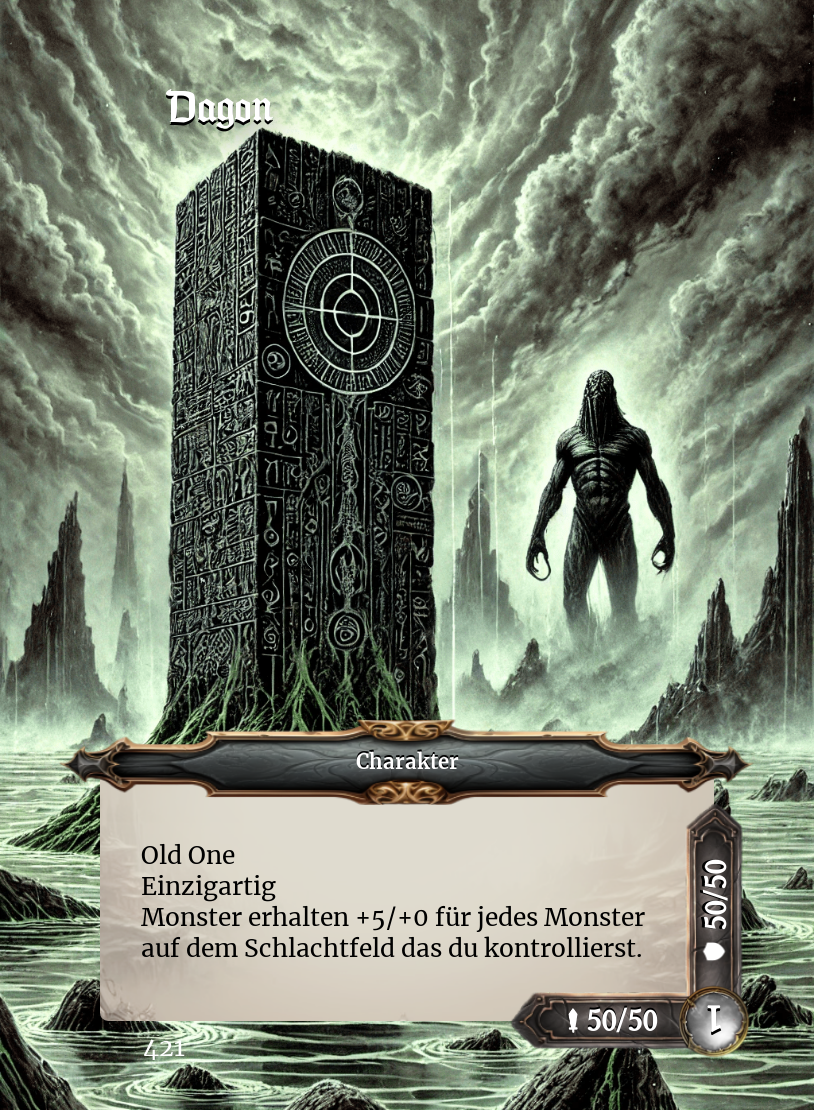 Dagon
Charakter
Old One
Einzigartig
Monster erhalten +5/+0 für jedes Monster
auf dem Schlachtfeld das du kontrollierst.
50/50
50/50
1
421